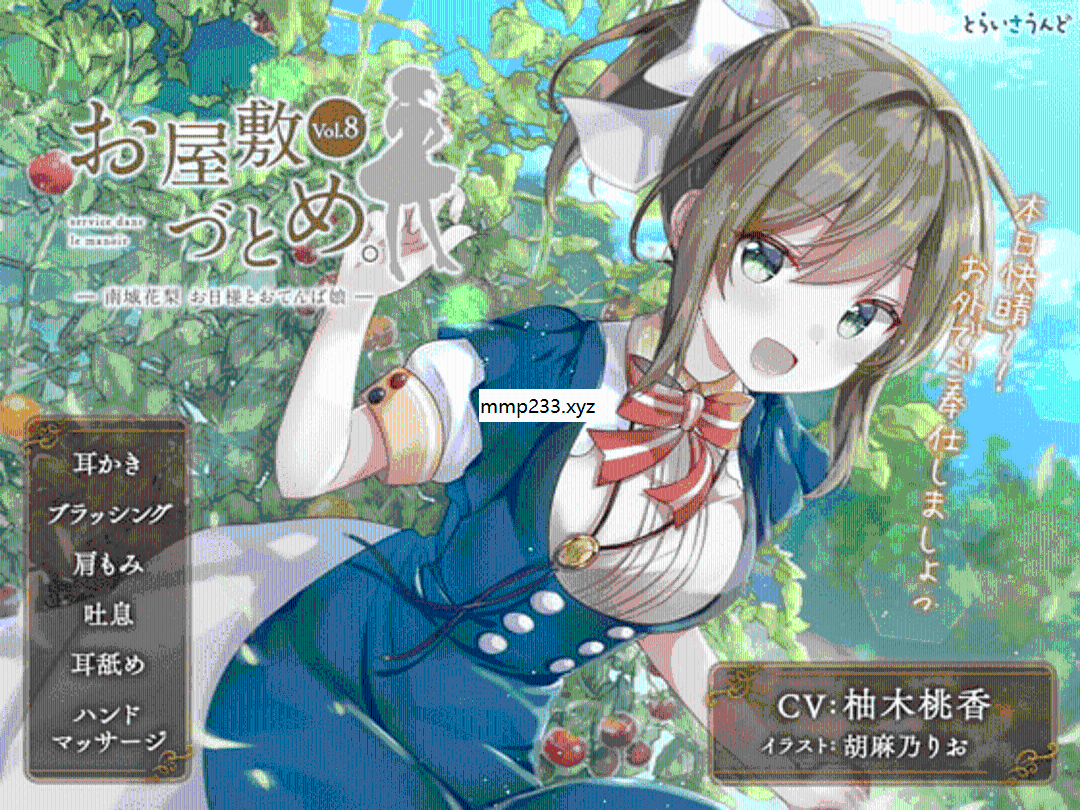 とらいさうんど
お屋敷
Vol.8
づとめ。
service dans
le manoir
― 南城花梨 お日様とおてんば娘 ―
本日快晴～！
お外でご奉仕しましょっ
mmp233.xyz
耳かき
ブラッシング
肩もみ
吐息
耳舐め
ハンド
マッサージ
CV:柚木桃香
イラスト:胡麻乃りお